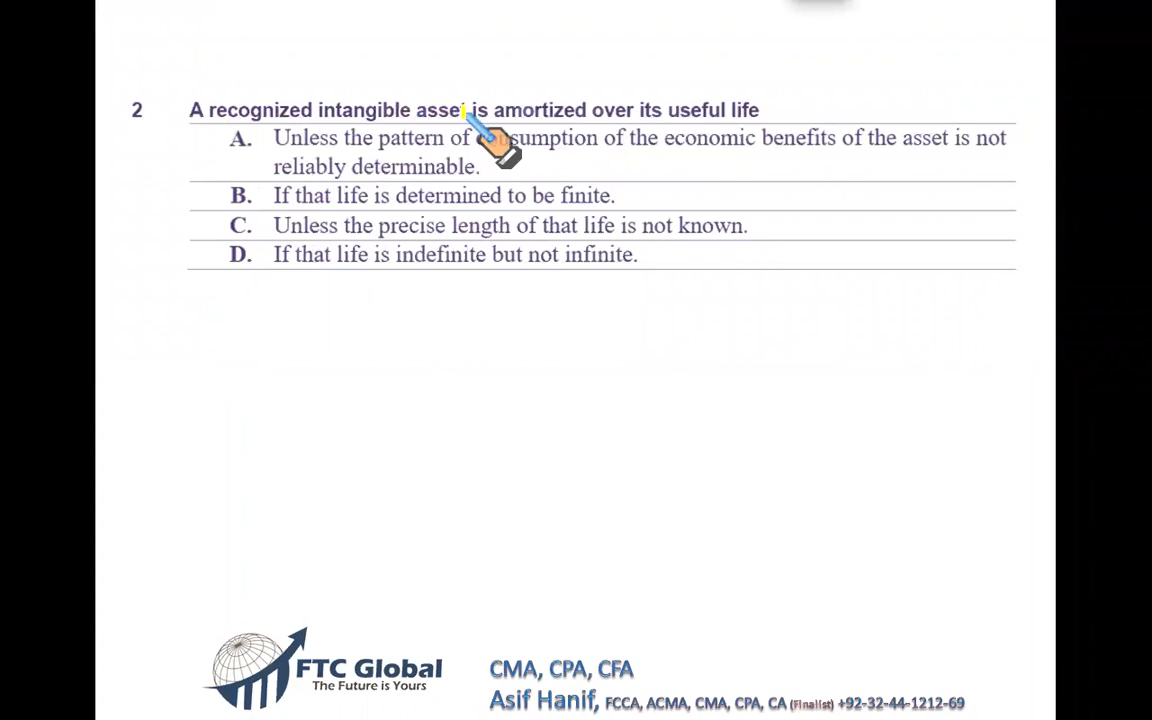 2 A recognized intangible asset is amortized over its useful life
A. Unless the pattern of consumption of the economic benefits of the asset is not
reliably determinable.
B. If that life is determined to be finite.
C. Unless the precise length of that life is not known.
D. If that life is indefinite but not infinite.
FTC Global
The Future is Yours
CMA, CPA, CFA
Asif Hanif, FCCA, ACMA, CMA, CPA, CA (Finalist) +92-32-44-1212-69